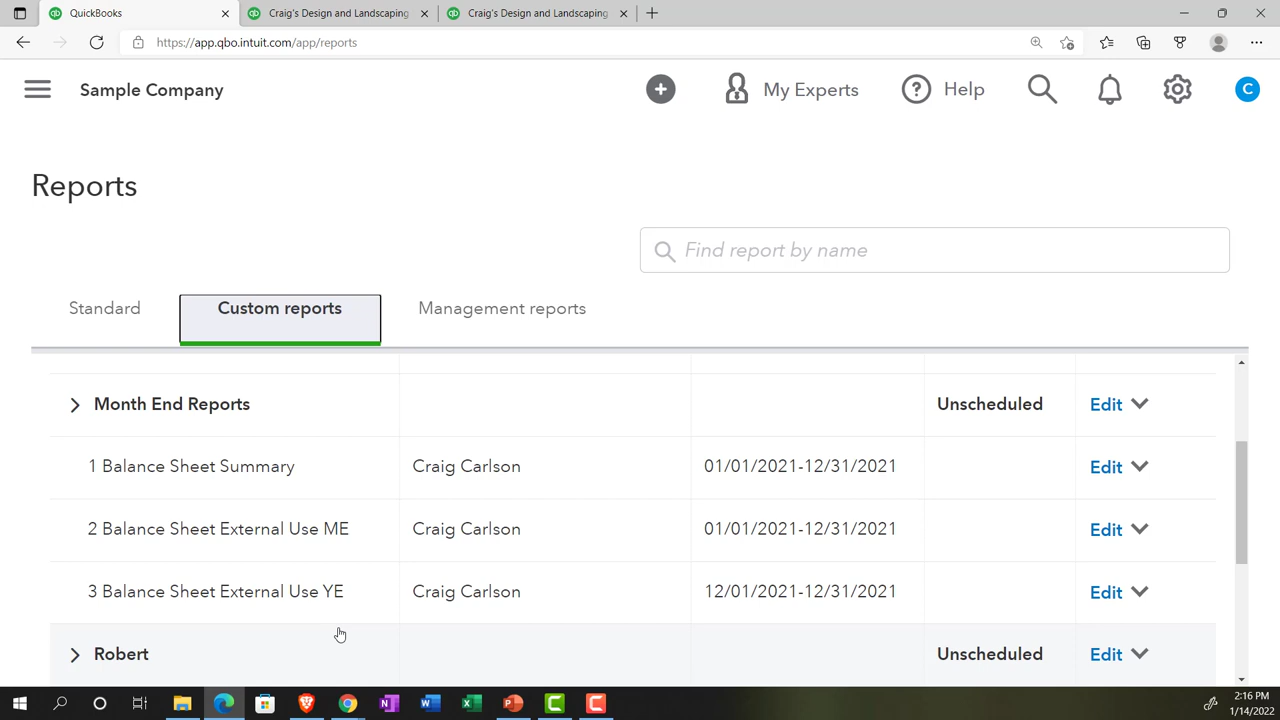 QuickBooks
Craig's Design and Landscaping
Craig's Design and Landscaping
https://app.qbo.intuit.com/app/reports
Sample Company
My Experts
Help
C
Reports
Find report by name
Standard
Custom reports
Management reports
Month End Reports
Unscheduled
Edit
1 Balance Sheet Summary
Craig Carlson
01/01/2021-12/31/2021
Edit
2 Balance Sheet External Use ME
Craig Carlson
01/01/2021-12/31/2021
Edit
3 Balance Sheet External Use YE
Craig Carlson
12/01/2021-12/31/2021
Edit
Robert
Unscheduled
Edit
2:16 PM
1/14/2022